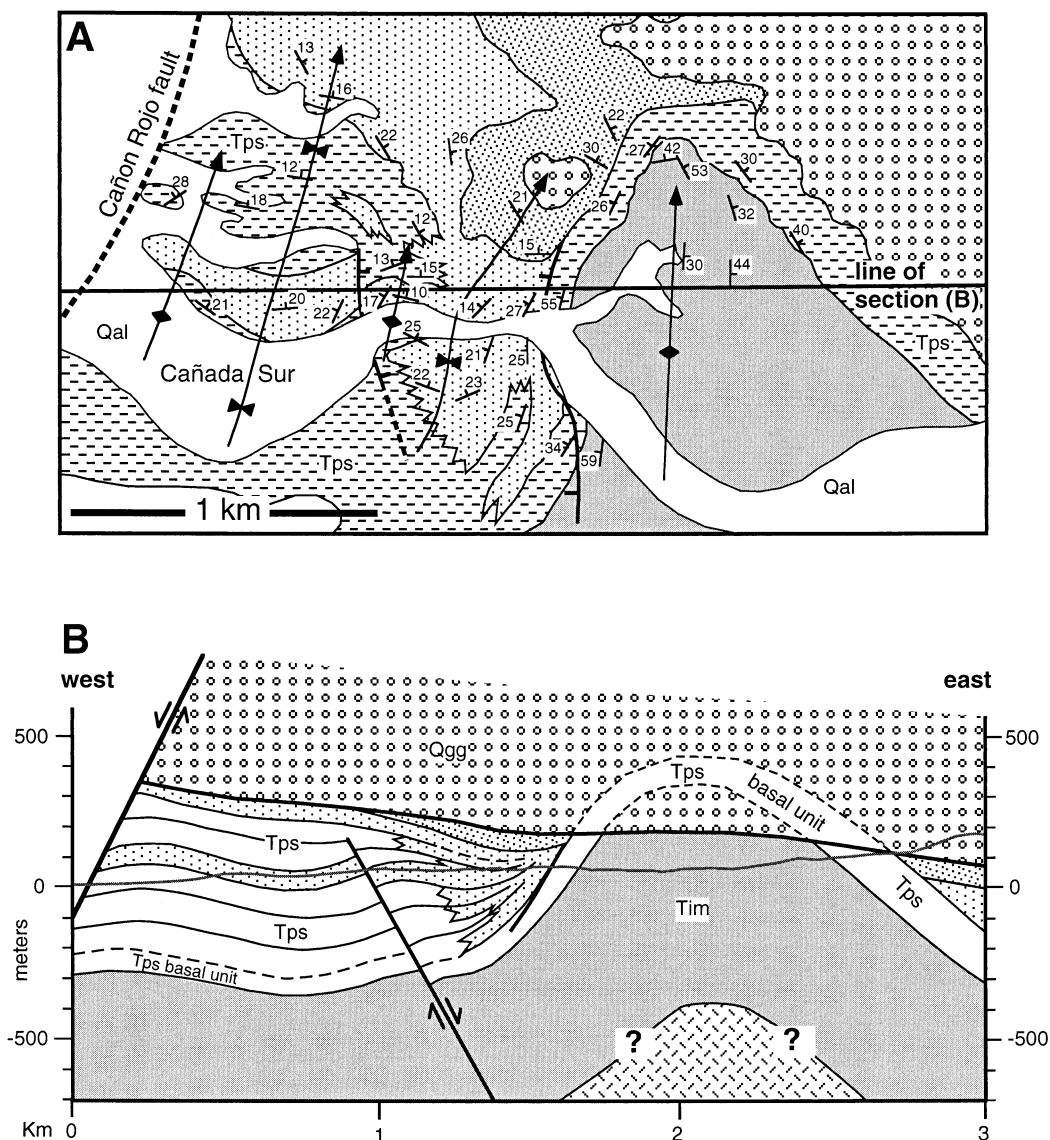 A
Cañon Rojo fault
13
16
Tps
22
26
22
30
27
42
53
30
28
12
18
21
26
32
12
15
40
13
15
30
44
line of
section (B)
21
20
22
17
10
14
27
55
Qal
25
21
25
Tps
Cañada Sur
22
23
25
34
59
Tps
Qal
1 km
B
west
east
500
500
Qgg
Tps
basal unit
Tps
0
0
Tps
Tim
Tps
Tps basal unit
meters
-500
-500
? ?
Km 0 1 2 3